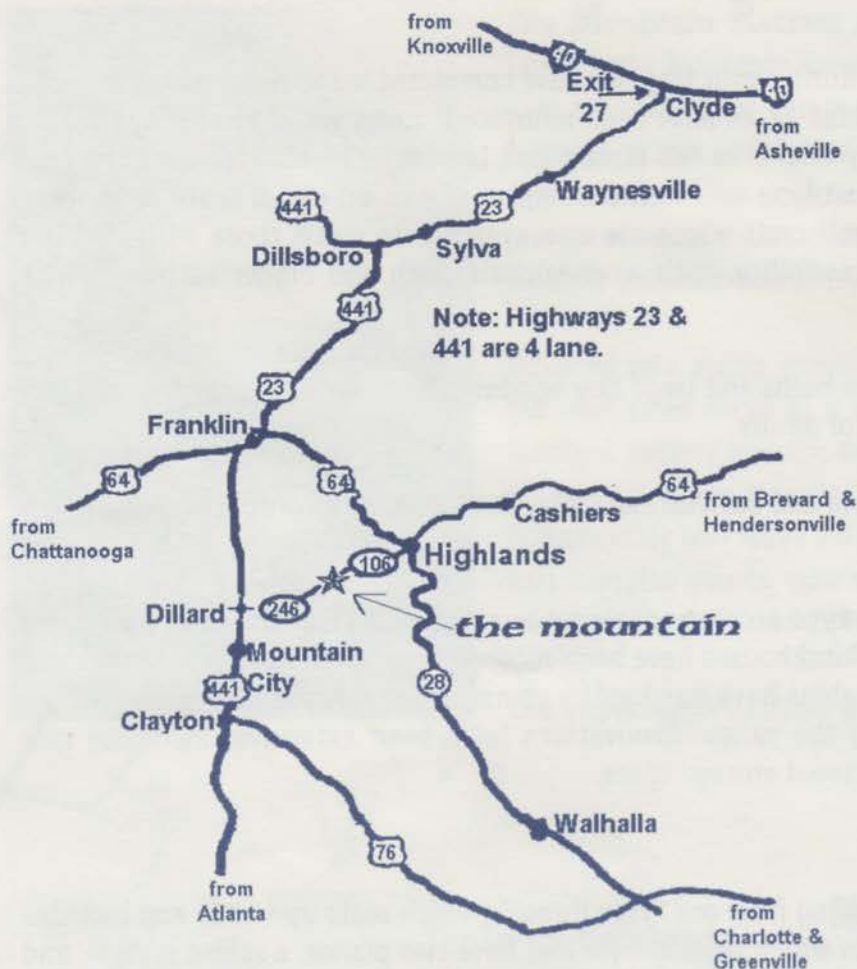 from
Knoxville
40
Exit
27
Clyde
40
from
Asheville
Waynesville
23
Sylva
441
Dillsboro
441
Note: Highways 23 &
441 are 4 lane.
23
Franklin
64
64
64
from
Chattanooga
Cashiers
from Brevard &
Hendersonville
Highlands
106
246
Dillard
the mountain
Mountain
City
441
28
Clayton
Walhalla
76
from
Atlanta
from
Charlotte &
Greenville